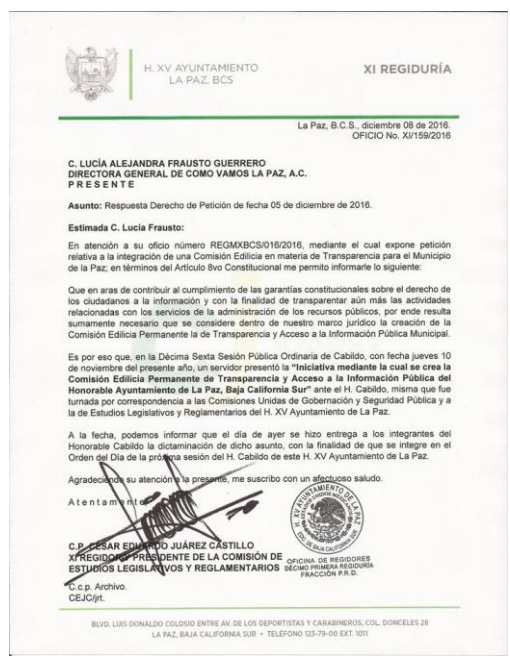 H. XV AYUNTAMIENTO
LA PAZ, BCS
XI REGIDURÍA
La Paz, B.C.S., diciembre 08 de 2016.
OFICIO No. XI/159/2016
C. LUCÍA ALEJANDRA FRAUSTO GUERRERO
DIRECTORA GENERAL DE COMO VAMOS LA PAZ, A.C.
P R E S E N T E
Asunto: Respuesta Derecho de Petición de fecha 05 de diciembre de 2016.
Estimada C. Lucía Frausto:
En atención a su oficio número REGMXBCS/016/2016, mediante el cual expone petición
relativa a la integración de una Comisión Edilicia en materia de Transparencia para el Municipio
de la Paz; en términos del Artículo 8vo Constitucional me permito informarle lo siguiente:
Que en aras de contribuir al cumplimiento de las garantías constitucionales sobre el derecho de
los ciudadanos a la información y con la finalidad de transparentar aún más las actividades
relacionadas con los servicios de la administración de los recursos públicos, por ende resulta
sumamente necesario que se considere dentro de nuestro marco jurídico la creación de la
Comisión Edilicia Permanente la de Transparencia y Acceso a la Información Pública Municipal.
Es por eso que, en la Décima Sexta Sesión Pública Ordinaria de Cabildo, con fecha jueves 10
de noviembre del presente año, un servidor presentó la "Iniciativa mediante la cual se crea la
Comisión Edilicia Permanente de Transparencia y Acceso a la Información Pública del
Honorable Ayuntamiento de La Paz, Baja California Sur" ante el H. Cabildo, misma que fue
turnada por correspondencia a las Comisiones Unidas de Gobernación y Seguridad Pública y a
la de Estudios Legislativos y Reglamentarios del H. XV Ayuntamiento de La Paz.
A la fecha, podemos informar que el día de ayer se hizo entrega a los integrantes del
Honorable Cabildo la dictaminación de dicho asunto, con la finalidad de que se integre en el
Orden del Día de la próxima sesión del H. Cabildo de este H. XV Ayuntamiento de La Paz.
Agradeciendo su atención a la presente, me suscribo con un afectuoso saludo.
A t e n t a m e n t e
C.P. CESAR EDUARDO JUÁREZ CASTILLO
XI REGIDOR Y PRESIDENTE DE LA COMISIÓN DE
ESTUDIOS LEGISLATIVOS Y REGLAMENTARIOS
H. XV AYUNTAMIENTO DE LA PAZ
ESTADOS UNIDOS MEXICANOS
EDO. DE BAJA CALIFORNIA SUR
OFICINA DE REGIDORES
DÉCIMO PRIMERA REGIDURÍA
FRACCIÓN P.R.D.
C.c.p. Archivo.
CEJC/jrt.
BLVD. LUIS DONALDO COLOSIO ENTRE AV. DE LOS DEPORTISTAS Y CARABINEROS, COL. DONCELES 28
LA PAZ, BAJA CALIFORNIA SUR • TELÉFONO 123-79-00 EXT. 1011